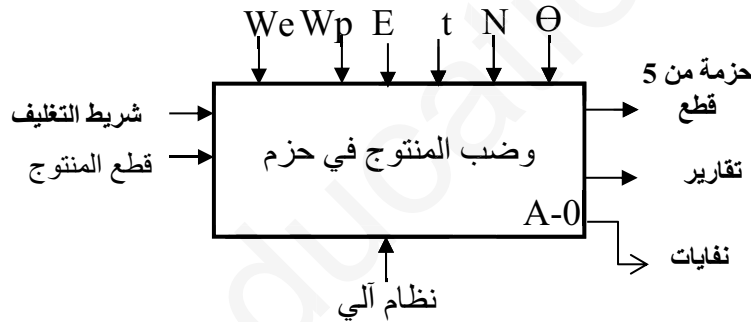 We Wp E t N Ө
حزمة من 5
قطع
شريط التغليف
قطع المنتوج
وضب المنتوج في حزم
تقارير
A-0
نفايات
نظام آلي